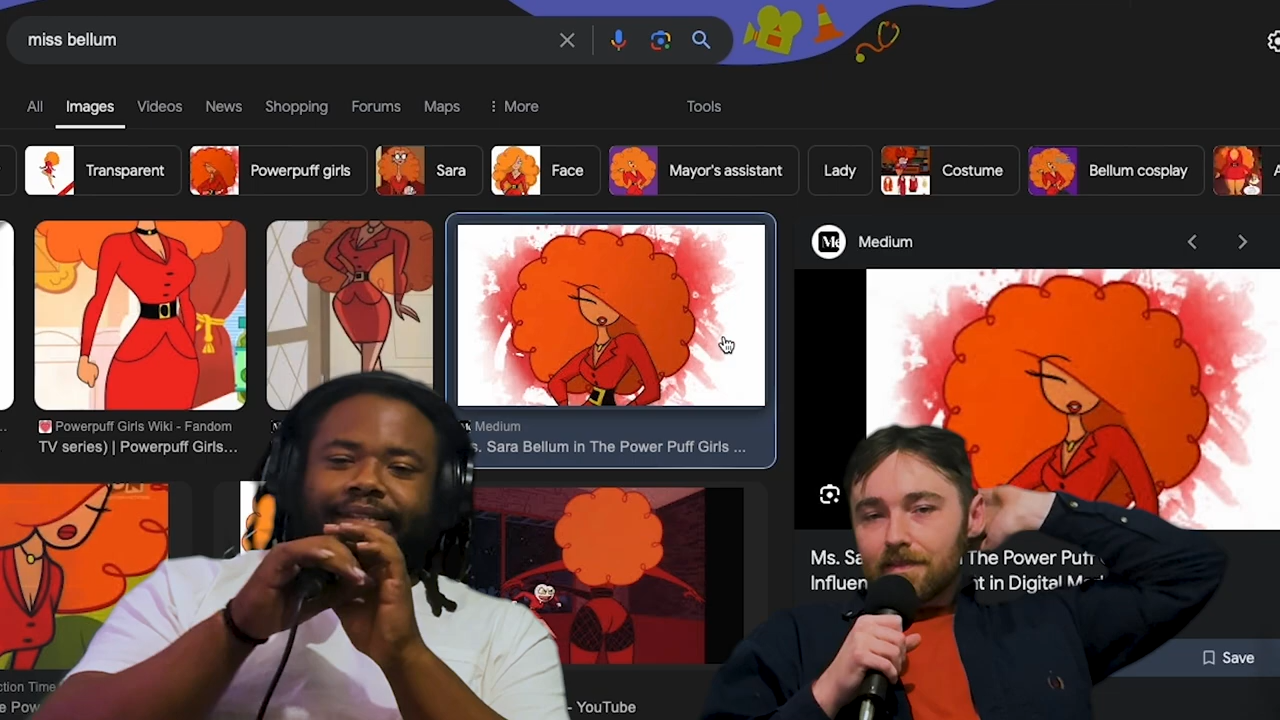 miss bellum
All Images Videos News Shopping Forums Maps More Tools
Transparent Powerpuff girls Sara Face Mayor's assistant Lady Costume Bellum cosplay A
Me Medium
Powerpuff Girls Wiki - Fandom
TV series) | Powerpuff Girls...
Medium
s. Sara Bellum in The Power Puff Girls ...
Ms. Sa The Power Puff
Influen t in Digital Med
Save
ction Time
e Pow
- YouTube